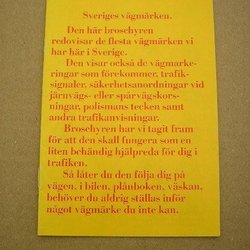 Sveriges vägmärken.
Den här broschyren
redovisar de flesta vägmärken vi
har här i Sverige.
Den visar också de vägmarke-
ringar som förekommer, trafik-
signaler, säkerhetsanordningar vid
järnvägs- eller spårvägskors-
ningar, polismans tecken samt
andra trafikanvisningar.
Broschyren har vi tagit fram
för att den skall fungera som en
liten behändig hjälpreda för dig i
trafiken.
Så låter du den följa dig på
vägen, i bilen, plånboken, väskan,
behöver du aldrig ställas inför
något vägmärke du inte kan.